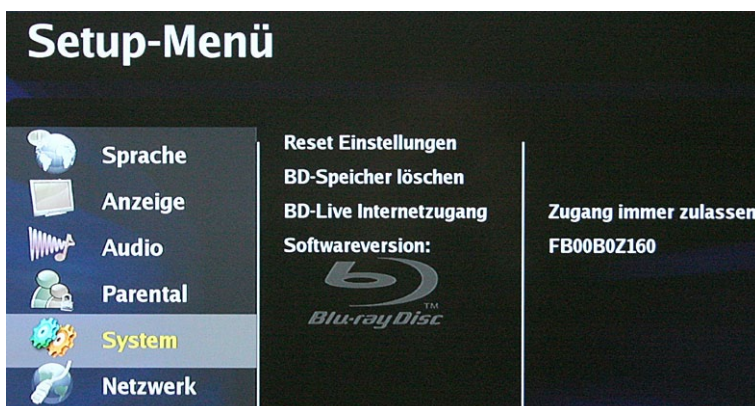 Setup-Menü
Sprache
Anzeige
Audio
Parental
System
Netzwerk
Reset Einstellungen
BD-Speicher löschen
BD-Live Internetzugang
Zugang immer zulassen
Softwareversion:
FB00B0Z160
Blu-ray Disc
TM